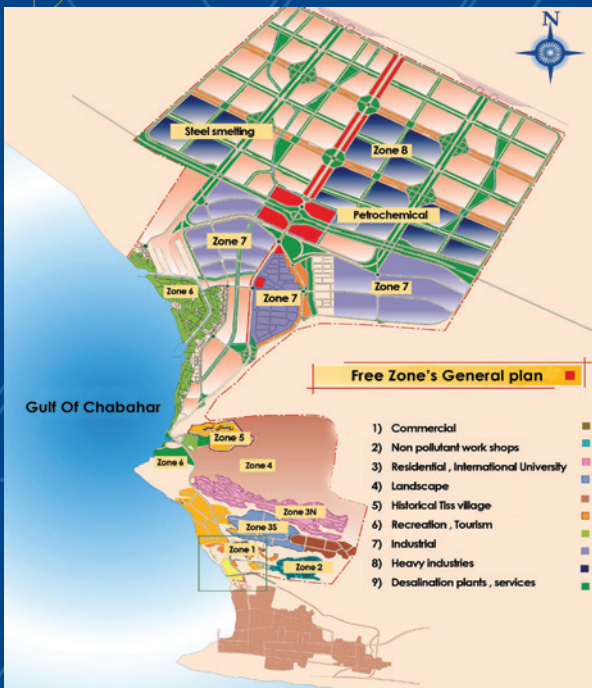 N
Steel smelting
Zone 8
Petrochemical
Zone 7
Zone 7
Zone 7
Zone 6
Free Zone's General plan
Gulf Of Chabahar
Zone 5
Zone 6
Zone 4
Zone 3N
Zone 3S
Zone 1
Zone 2
1) Commercial
2) Non pollutant work shops
3) Residential , International University
4) Landscape
5) Historical Tiss village
6) Recreation , Tourism
7) Industrial
8) Heavy industries
9) Desalination plants , services